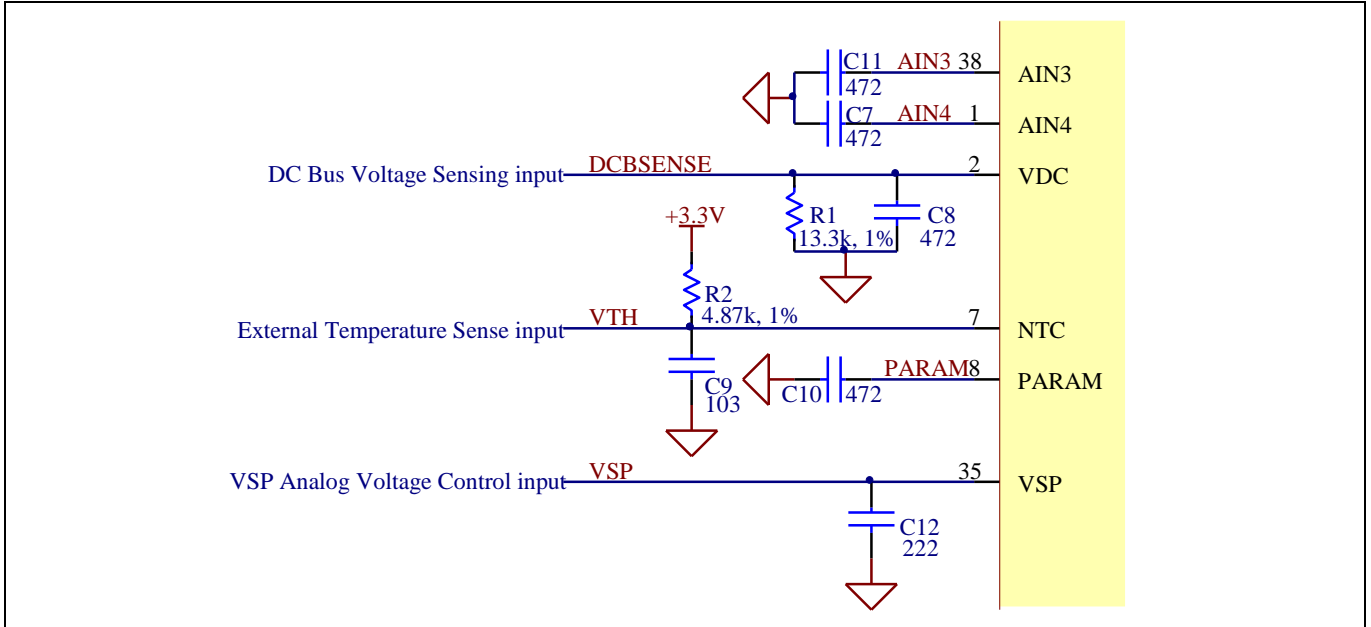 C11 AIN3 38 AIN3
472
C7 AIN4 1 AIN4
472
DC Bus Voltage Sensing input DCBSENSE 2 VDC
+3.3V R1 C8
13.3k, 1% 472
R2
4.87k, 1%
External Temperature Sense input VTH 7 NTC
PARAM 8 PARAM
C9 C10 472
103
VSP Analog Voltage Control input VSP 35 VSP
C12
222